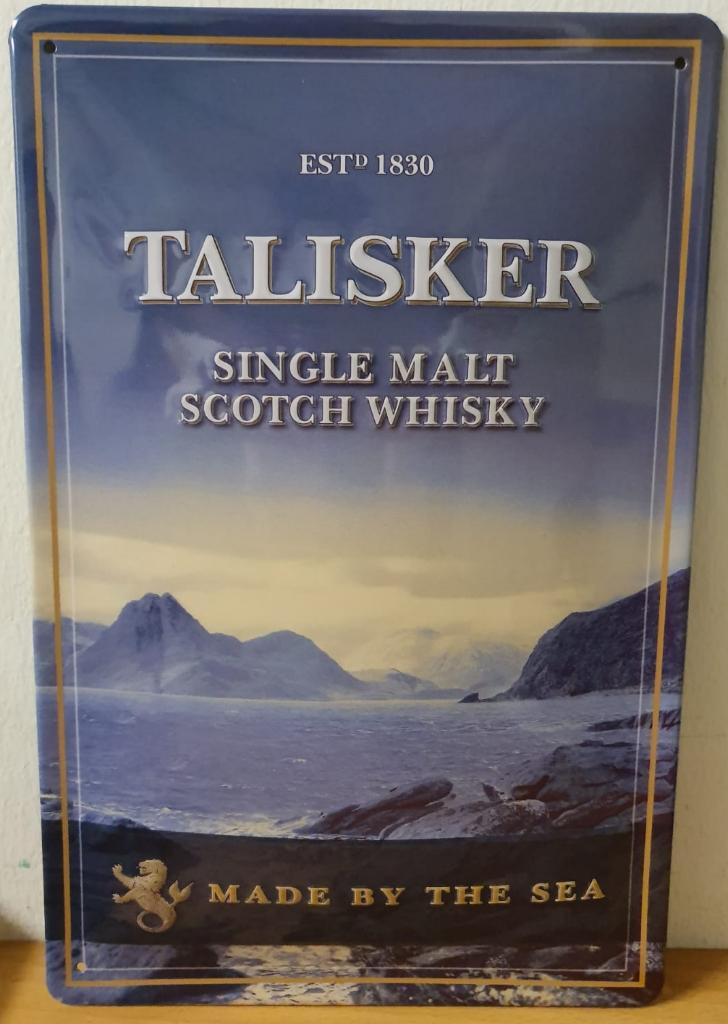 ESTᴰ 1830
TALISKER
SINGLE MALT
SCOTCH WHISKY
MADE BY THE SEA